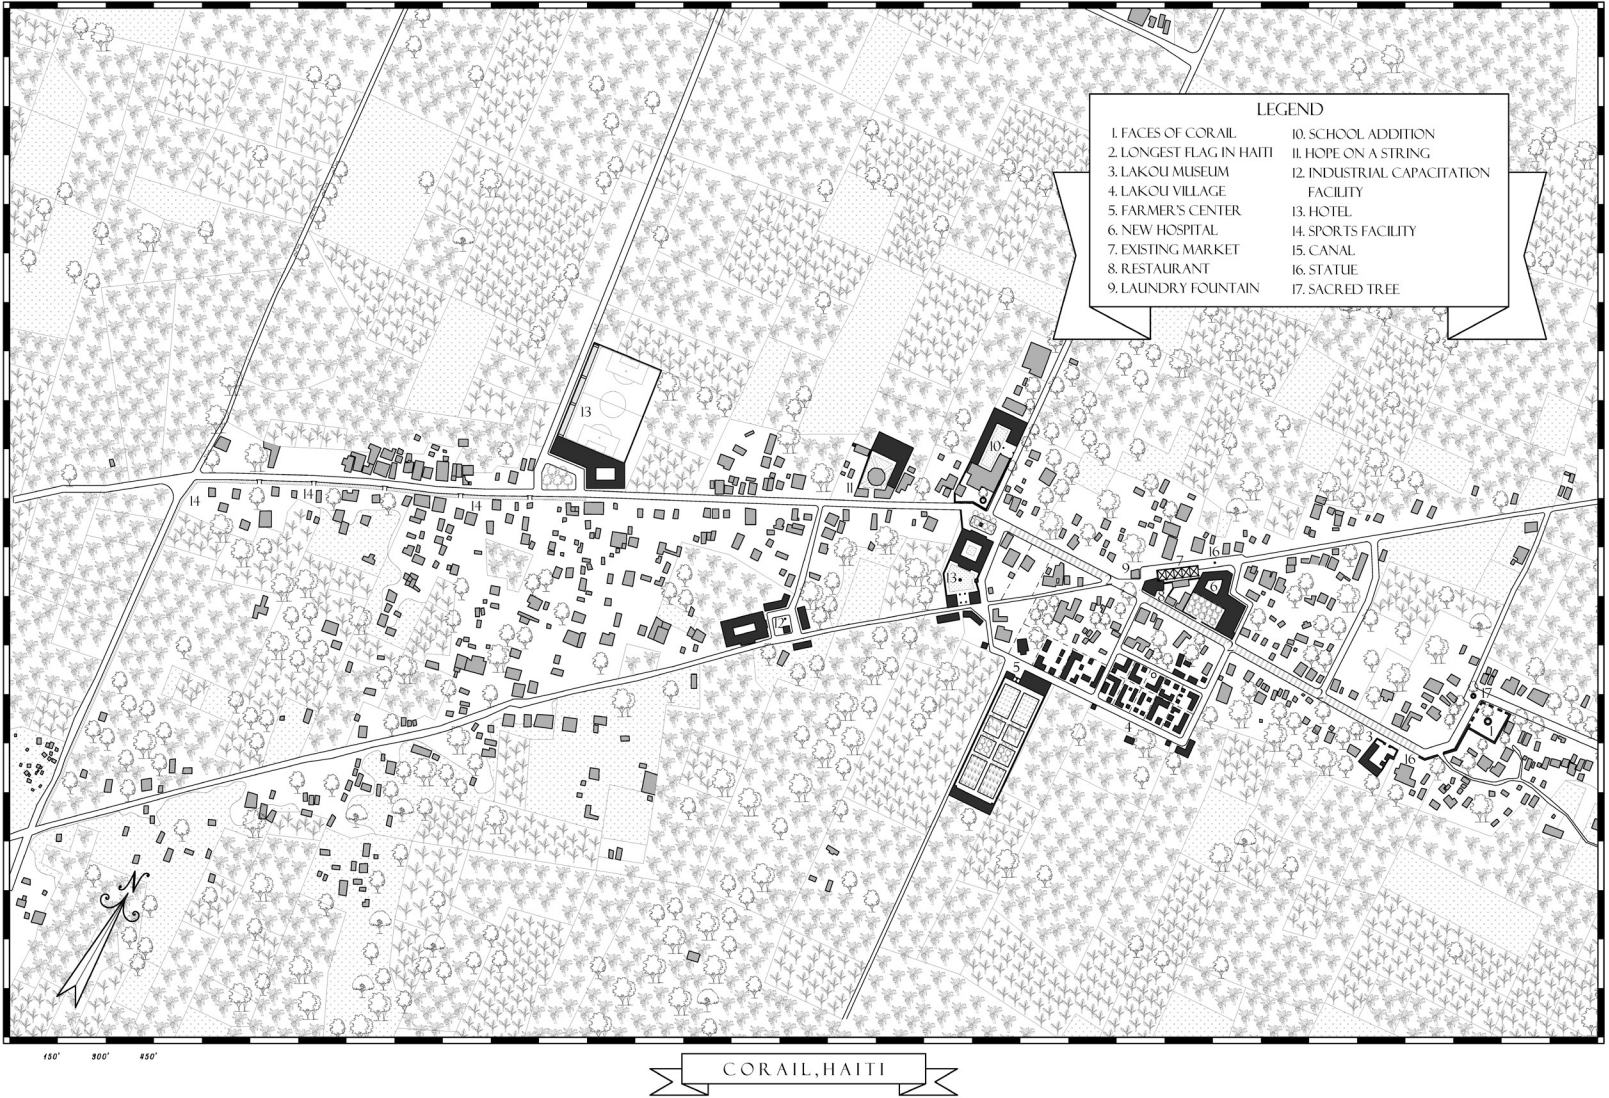 LEGEND
1. FACES OF CORAIL
2. LONGEST FLAG IN HAITI
3. LAKOU MUSEUM
4. LAKOU VILLAGE
5. FARMER'S CENTER
6. NEW HOSPITAL
7. EXISTING MARKET
8. RESTAURANT
9. LAUNDRY FOUNTAIN
10. SCHOOL ADDITION
11. HOPE ON A STRING
12. INDUSTRIAL CAPACITATION
FACILITY
13. HOTEL
14. SPORTS FACILITY
15. CANAL
16. STATUE
17. SACRED TREE
13
10
11
14
14
14
7
16
9
6
13
12
5
8
4
17
1
3
16
N
150'
300'
450'
CORAIL, HAITI